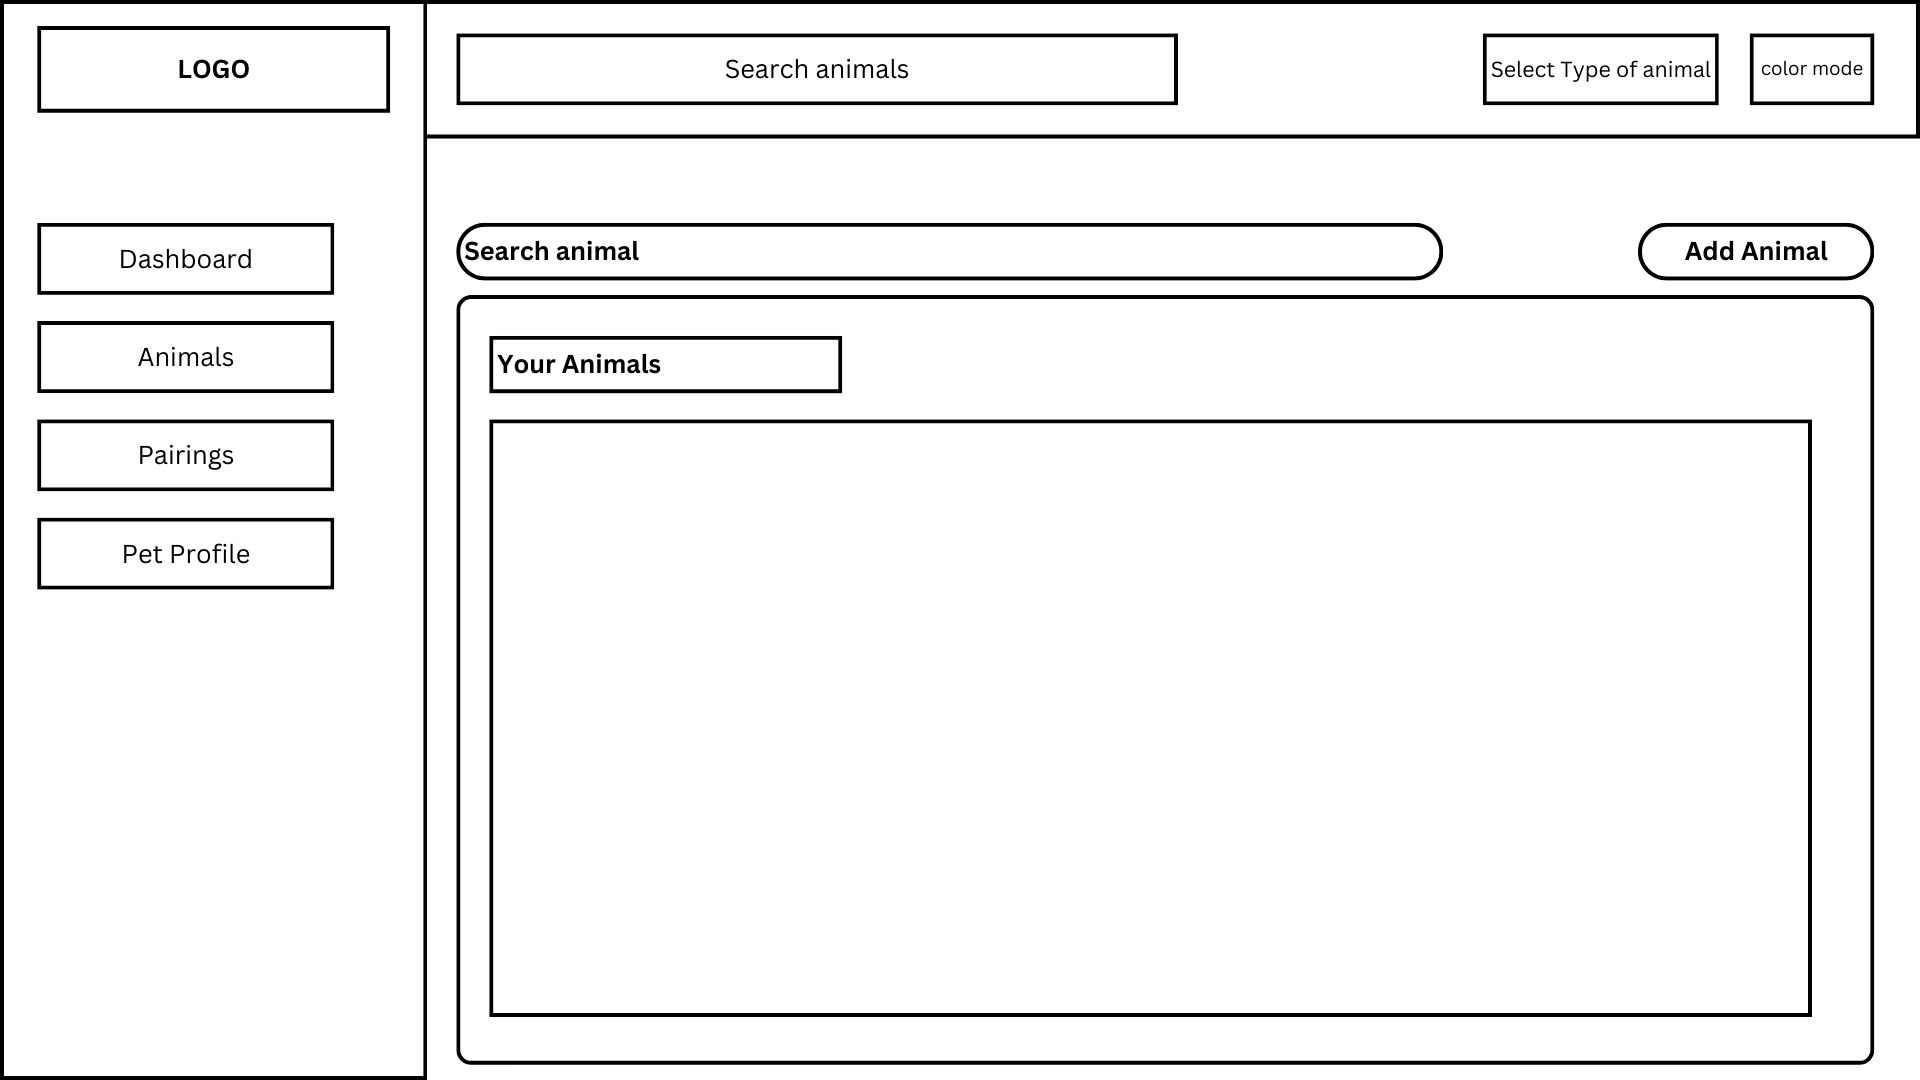 LOGO
Search animals
Select Type of animal
color mode
Dashboard
Animals
Pairings
Pet Profile
Search animal
Add Animal
Your Animals